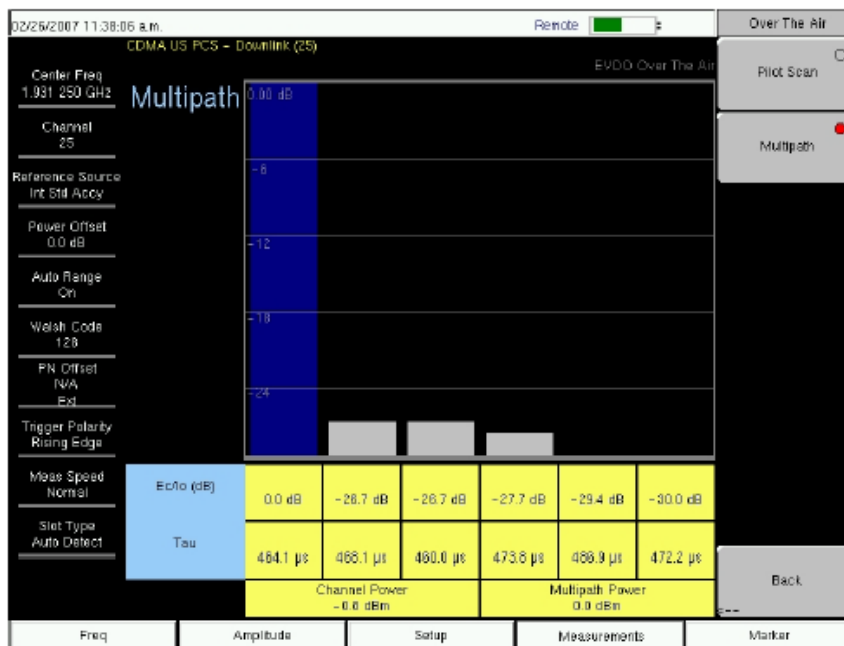 02/26/2007 11:38:06 a.m.
Remote
Over The Air
CDMA US PCS - Downlink (25)
EVDO Over The Air
Center Freq
1.931 250 GHz
Channel
25
Reference Source
Int Std Accy
Power Offset
0.0 dB
Auto Range
On
Walsh Code
128
PN Offset
N/A
Ext
Trigger Polarity
Rising Edge
Meas Speed
Normal
Slot Type
Auto Detect
Multipath
0.00 dB
-6
-12
-18
-24
Ec/Io (dB)
0.0 dB
-26.7 dB
-26.7 dB
-27.7 dB
-29.4 dB
-30.0 dB
Tau
464.1 µs
468.1 µs
460.0 µs
473.8 µs
486.9 µs
472.2 µs
Channel Power
dBm
Multipath Power
0.0 dBm
Pilot Scan
Multipath
Back
<--
Freq
Amplitude
Setup
Measurements
Marker